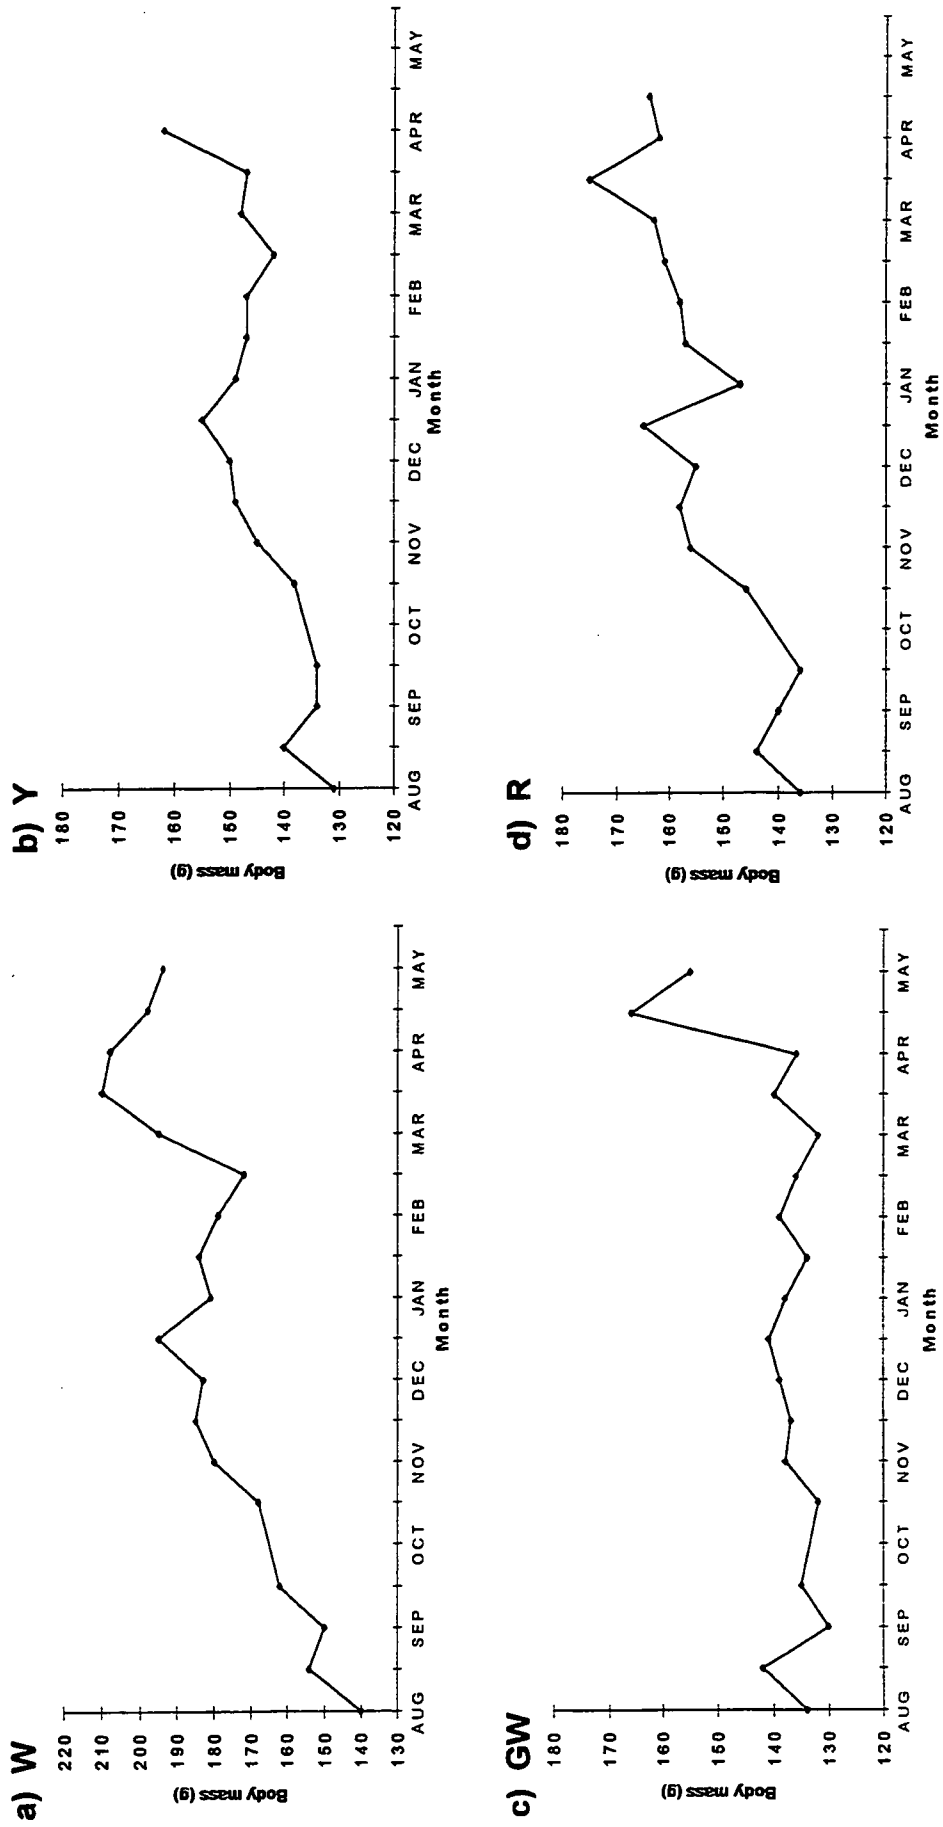 a) W
220
210
200
190
180
170
160
150
140
130
Body mass (g)
AUG SEP OCT NOV DEC JAN FEB MAR APR MAY
Month
b) Y
180
170
160
150
140
130
120
Body mass (g)
AUG SEP OCT NOV DEC JAN FEB MAR APR MAY
Month
c) GW
180
170
160
150
140
130
120
Body mass (g)
AUG SEP OCT NOV DEC JAN FEB MAR APR MAY
Month
d) R
180
170
160
150
140
130
120
Body mass (g)
AUG SEP OCT NOV DEC JAN FEB MAR APR MAY
Month